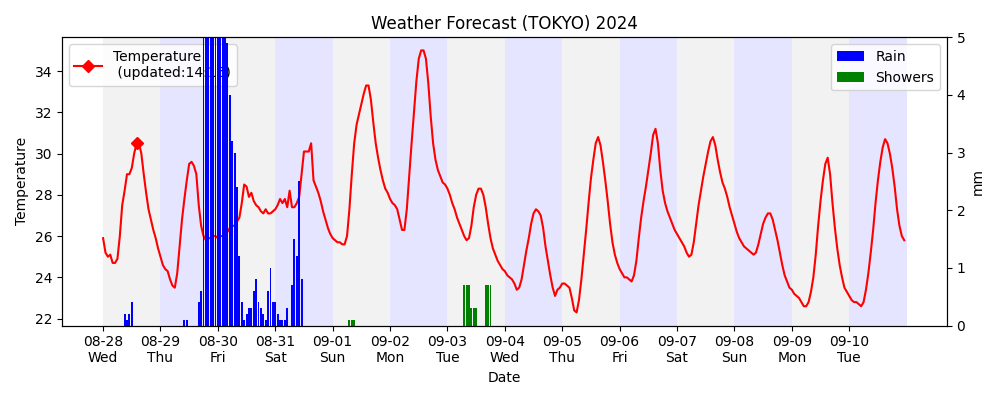 Weather Forecast (TOKYO) 2024
Temperature
Rain
Showers
34
32
30
28
26
24
22
Temperature
5
4
3
2
1
0
mm
08-28 08-29 08-30 08-31 09-01 09-02 09-03 09-04 09-05 09-06 09-07 09-08 09-09 09-10
Wed Thu Fri Sat Sun Mon Tue Wed Thu Fri Sat Sun Mon Tue
Date